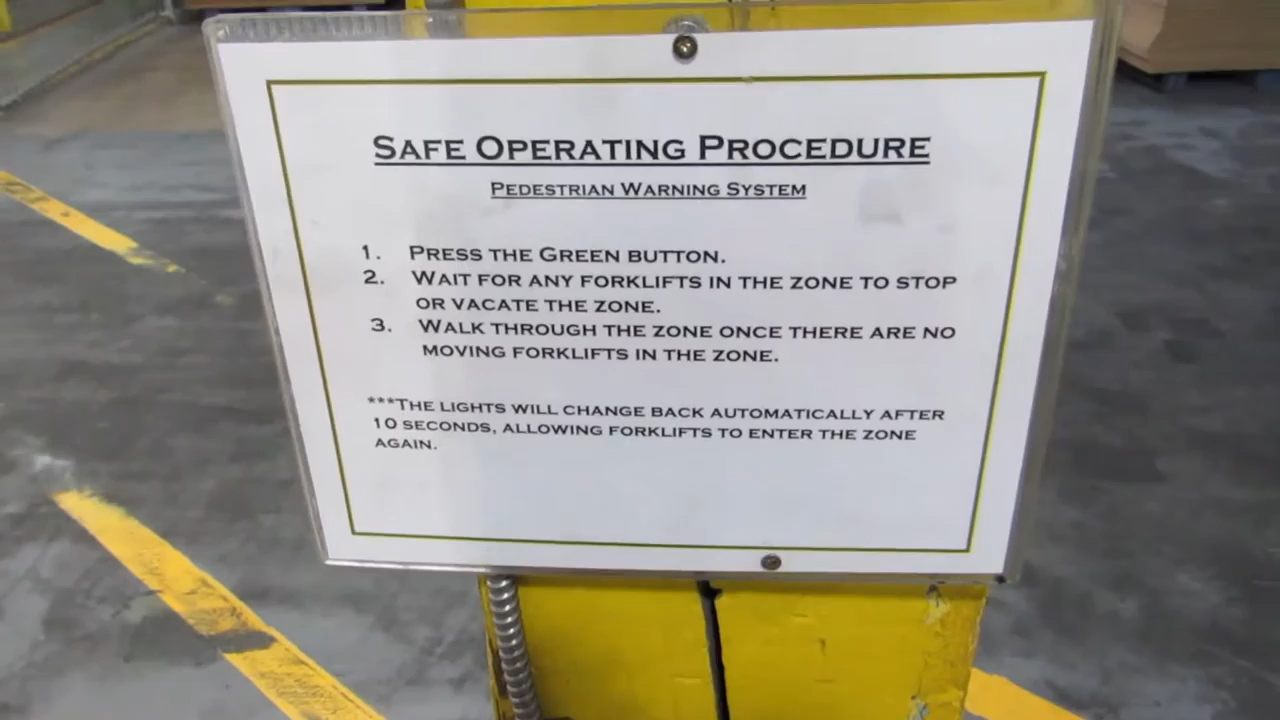 SAFE OPERATING PROCEDURE
PEDESTRIAN WARNING SYSTEM
1. PRESS THE GREEN BUTTON.
2. WAIT FOR ANY FORKLIFTS IN THE ZONE TO STOP
OR VACATE THE ZONE.
3. WALK THROUGH THE ZONE ONCE THERE ARE NO
MOVING FORKLIFTS IN THE ZONE.
***THE LIGHTS WILL CHANGE BACK AUTOMATICALLY AFTER
10 SECONDS, ALLOWING FORKLIFTS TO ENTER THE ZONE
AGAIN.